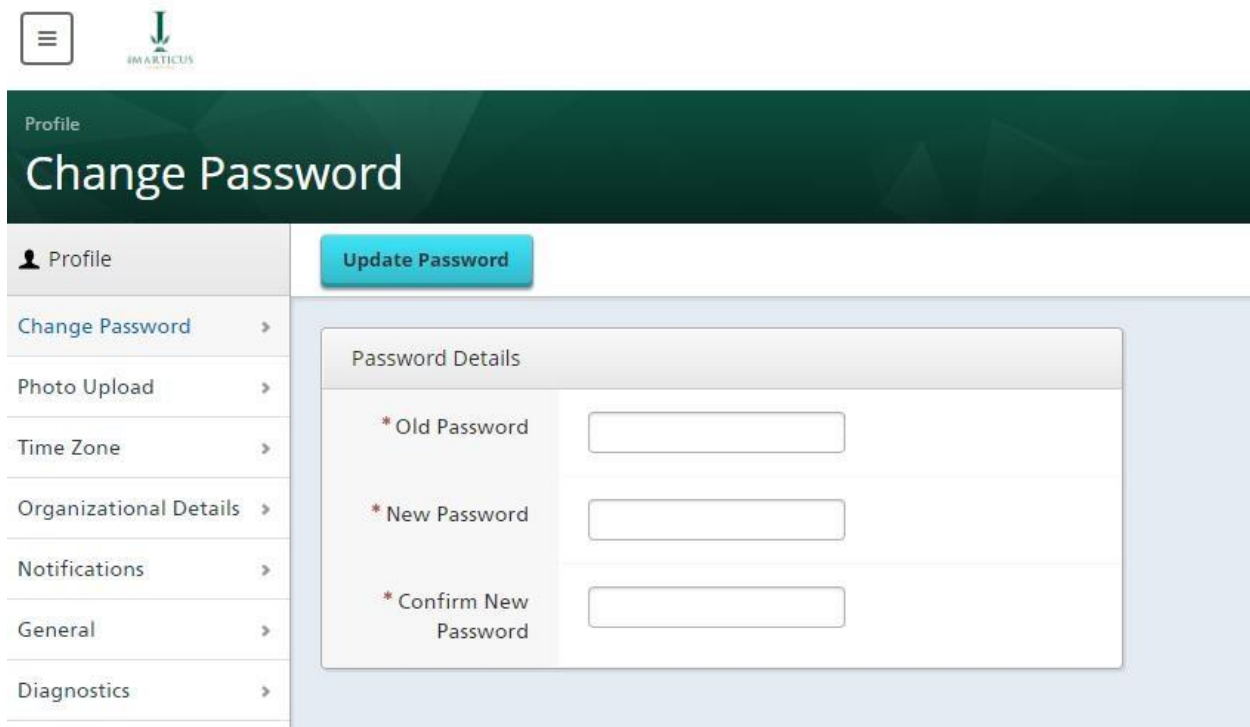 IMARTICUS
Profile
Change Password
Profile
Update Password
Change Password
Photo Upload
Time Zone
Organizational Details
Notifications
General
Diagnostics
Password Details
* Old Password
* New Password
* Confirm New
Password